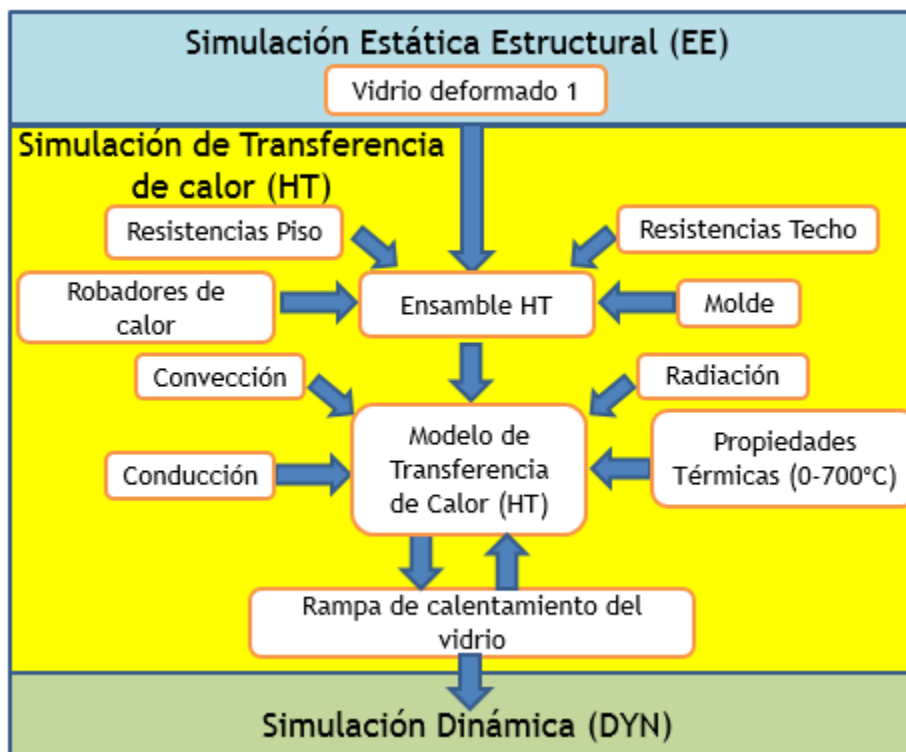 Simulación Estática Estructural (EE)
Vidrio deformado 1
Simulación de Transferencia
de calor (HT)
Resistencias Piso
Resistencias Techo
Robadores de
calor
Ensamble HT
Molde
Convección
Radiación
Modelo de
Transferencia
de Calor (HT)
Conducción
Propiedades
Térmicas (0-700°C)
Rampa de calentamiento del
vidrio
Simulación Dinámica (DYN)